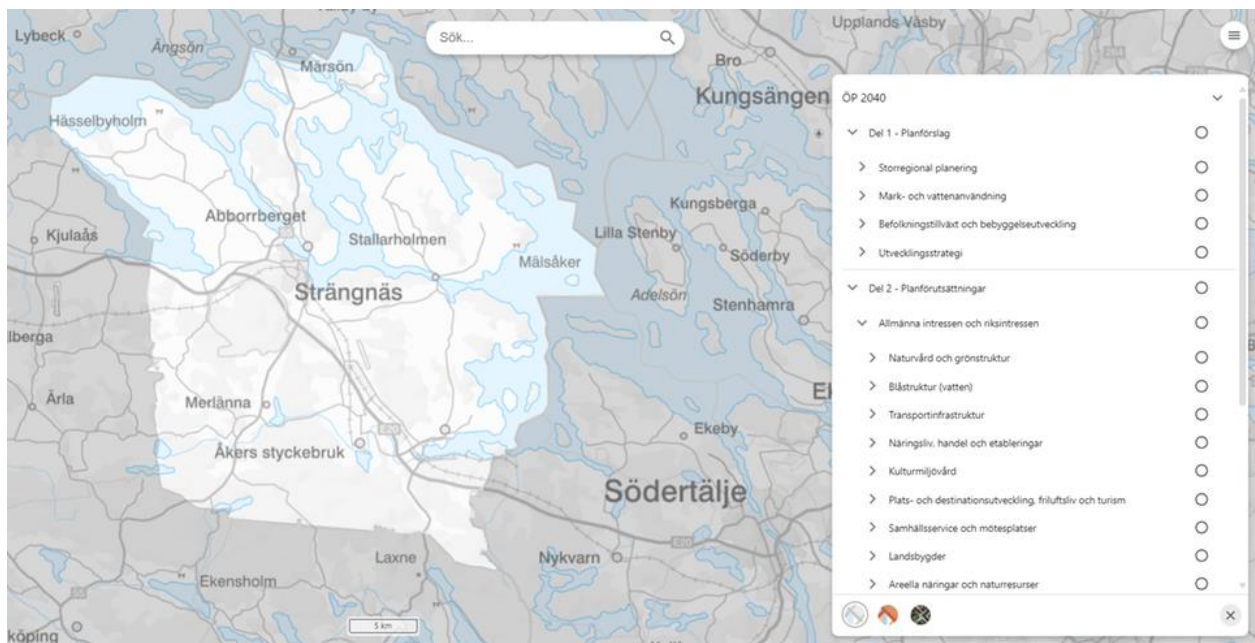 Lybeck
Ängsön
Märsön
Sök...
Upplands Väsby
Bro
Kungsängen
Hässelbyholm
Abborrberget
Kjulaås
Stallarholmen
Mälsåker
Kungsberga
Lilla Stenby
Söderby
Adelsön
Stenhamra
Strängnäs
Ärla
Merlänna
Åkers styckebruk
E20
Ekeby
Södertälje
E20
Nykvarn
Laxne
Ekensholm
5 km
ÖP 2040
Del 1 - Planförslag
Storregional planering
Mark- och vattenanvändning
Befolkningstillväxt och bebyggelseutveckling
Utvecklingsstrategi
Del 2 - Planförutsättningar
Allmänna intressen och riksintressen
Naturvård och grönstruktur
Blåstruktur (vatten)
Transportinfrastruktur
Näringsliv, handel och etableringar
Kulturmiljövård
Plats- och destinationsutveckling, friluftsliv och turism
Samhällsservice och mötesplatser
Landsbygder
Areella näringar och naturresurser